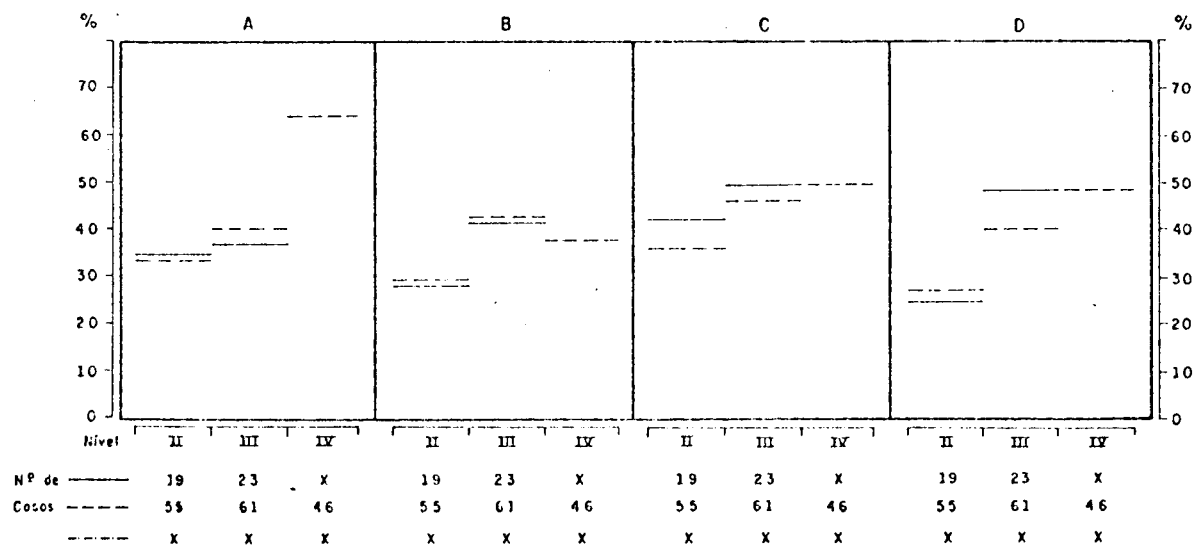 % A B C D %
70 70
60 60
50 50
40 40
30 30
20 20
10 10
0 0
Nível II III IV II III IV II III IV II III IV
Nº de 19 23 X 19 23 X 19 23 X 19 23 X
Casos 55 61 46 55 61 46 55 61 46 55 61 46
X X X X X X X X X X X X